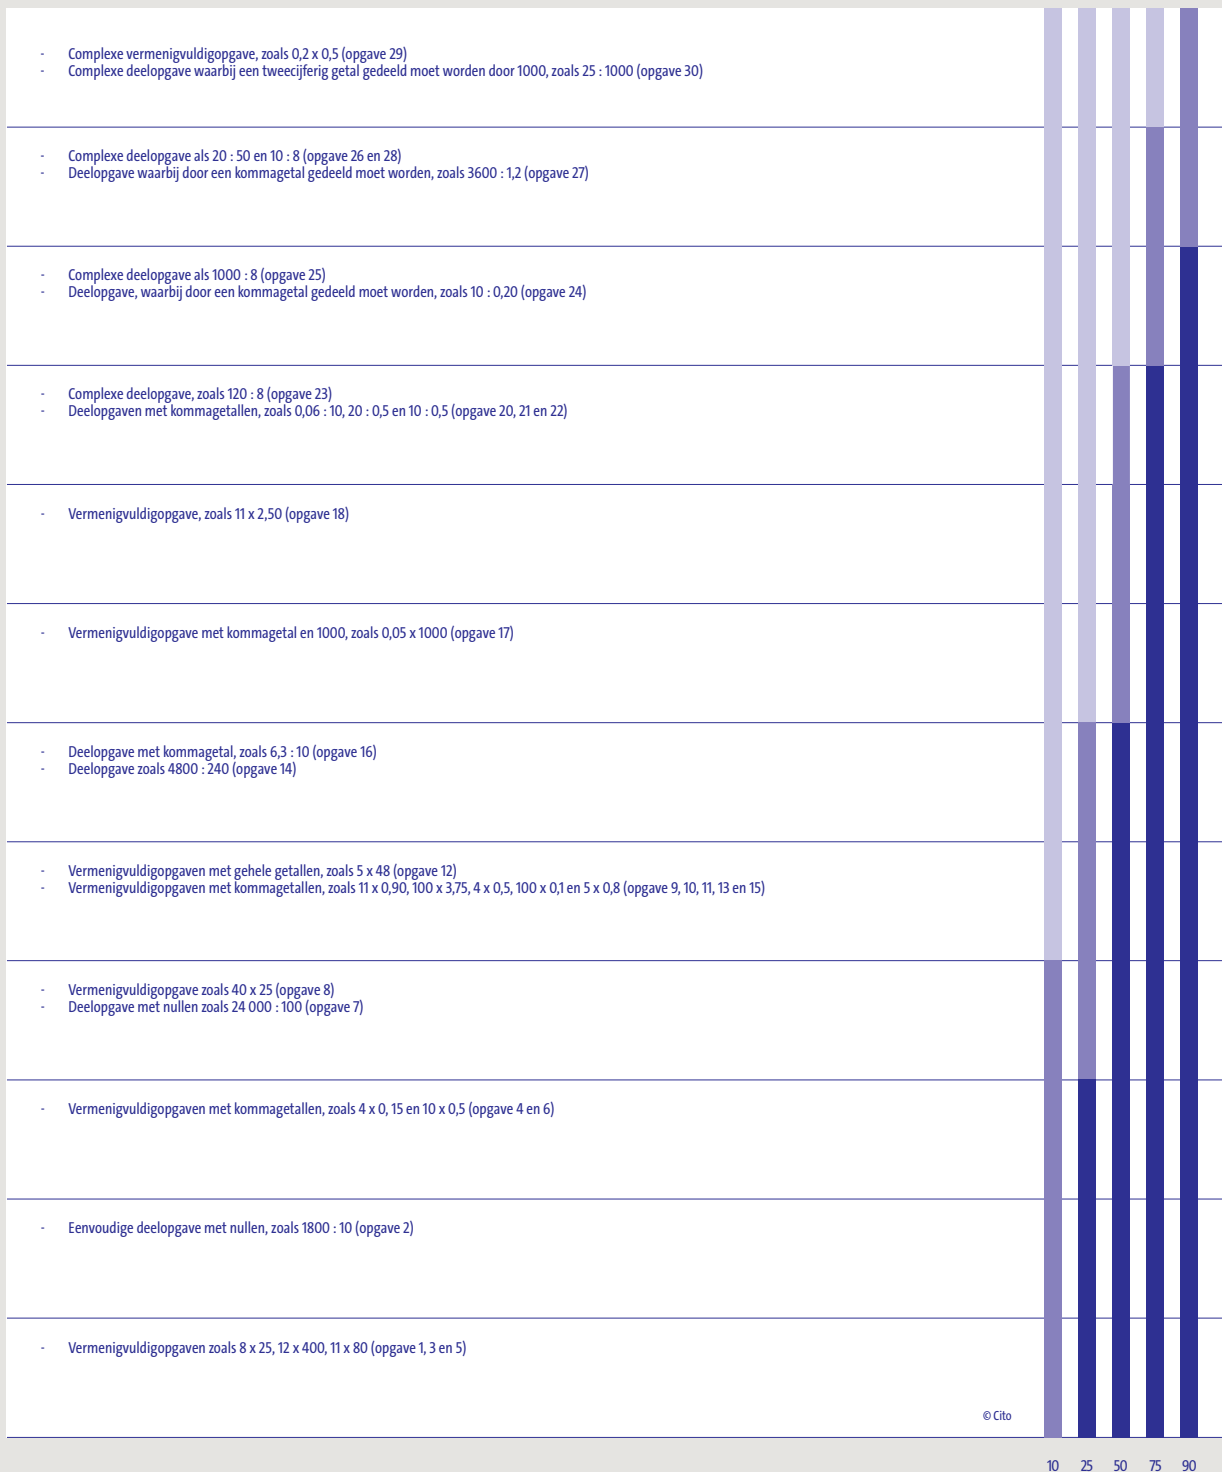 - Complexe vermenigvuldigopgave, zoals 0,2 x 0,5 (opgave 29)
- Complexe deelopgave waarbij een tweecijferig getal gedeeld moet worden door 1000, zoals 25 : 1000 (opgave 30)
- Complexe deelopgave als 20 : 50 en 10 : 8 (opgave 26 en 28)
- Deelopgave waarbij door een kommagetal gedeeld moet worden, zoals 3600 : 1,2 (opgave 27)
- Complexe deelopgave als 1000 : 8 (opgave 25)
- Deelopgave, waarbij door een kommagetal gedeeld moet worden, zoals 10 : 0,20 (opgave 24)
- Complexe deelopgave, zoals 120 : 8 (opgave 23)
- Deelopgaven met kommagetallen, zoals 0,06 : 10, 20 : 0,5 en 10 : 0,5 (opgave 20, 21 en 22)
- Vermenigvuldigopgave, zoals 11 x 2,50 (opgave 18)
- Vermenigvuldigopgave met kommagetal en 1000, zoals 0,05 x 1000 (opgave 17)
- Deelopgave met kommagetal, zoals 6,3 : 10 (opgave 16)
- Deelopgave zoals 4800 : 240 (opgave 14)
- Vermenigvuldigopgaven met gehele getallen, zoals 5 x 48 (opgave 12)
- Vermenigvuldigopgaven met kommagetallen, zoals 11 x 0,90, 100 x 3,75, 4 x 0,5, 100 x 0,1 en 5 x 0,8 (opgave 9, 10, 11, 13 en 15)
- Vermenigvuldigopgave zoals 40 x 25 (opgave 8)
- Deelopgave met nullen zoals 24 000 : 100 (opgave 7)
- Vermenigvuldigopgaven met kommagetallen, zoals 4 x 0, 15 en 10 x 0,5 (opgave 4 en 6)
- Eenvoudige deelopgave met nullen, zoals 1800 : 10 (opgave 2)
- Vermenigvuldigopgaven zoals 8 x 25, 12 x 400, 11 x 80 (opgave 1, 3 en 5)
© Cito
10 25 50 75 90